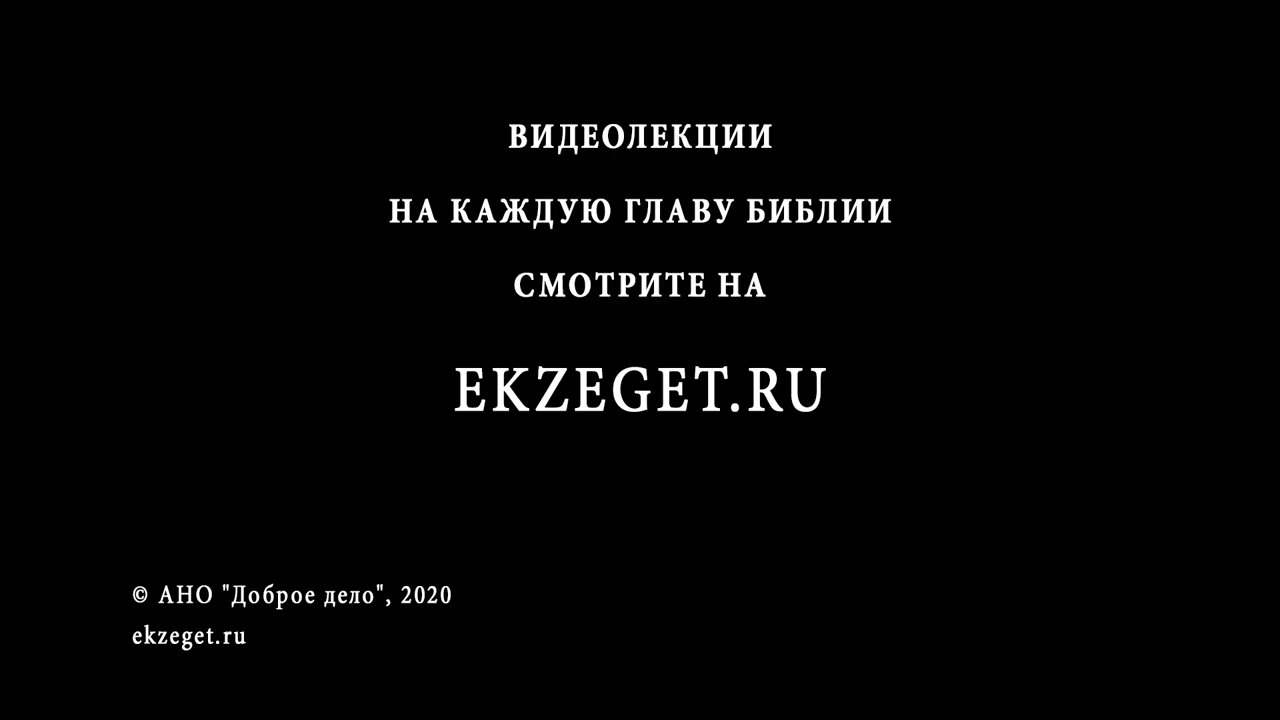 ВИДЕОЛЕКЦИИ
НА КАЖДУЮ ГЛАВУ БИБЛИИ
СМОТРИТЕ НА
EKZEGET.RU
© АНО "Доброе дело", 2020
ekzeget.ru